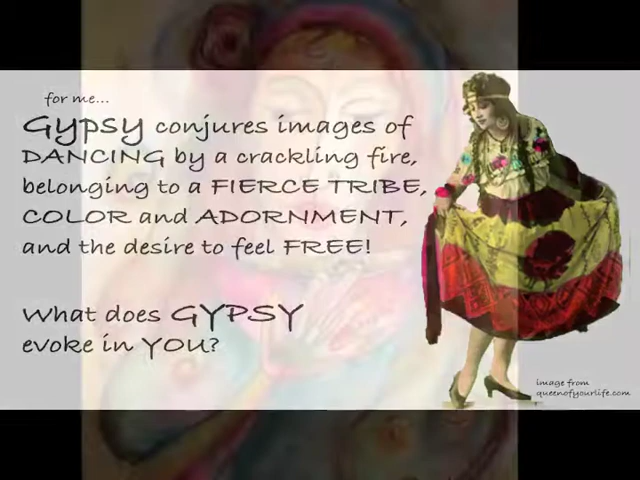 for me...
Gypsy conjures images of
DANCING by a crackling fire,
belonging to a FIERCE TRIBE,
COLOR and ADORNMENT,
and the desire to feel FREE!
What does GYPSY
evoke in YOU?
image from
queenofyourlife.com